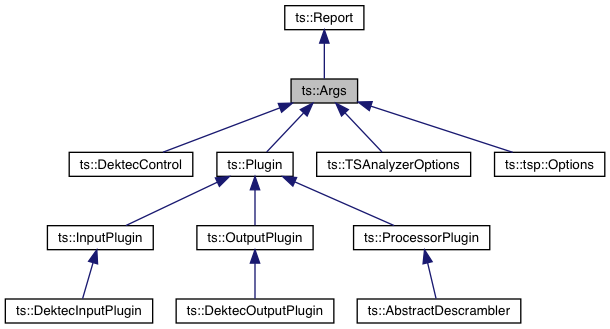 ts::Report
ts::Args
ts::DektecControl
ts::Plugin
ts::TSAnalyzerOptions
ts::tsp::Options
ts::InputPlugin
ts::OutputPlugin
ts::ProcessorPlugin
ts::DektecInputPlugin
ts::DektecOutputPlugin
ts::AbstractDescrambler